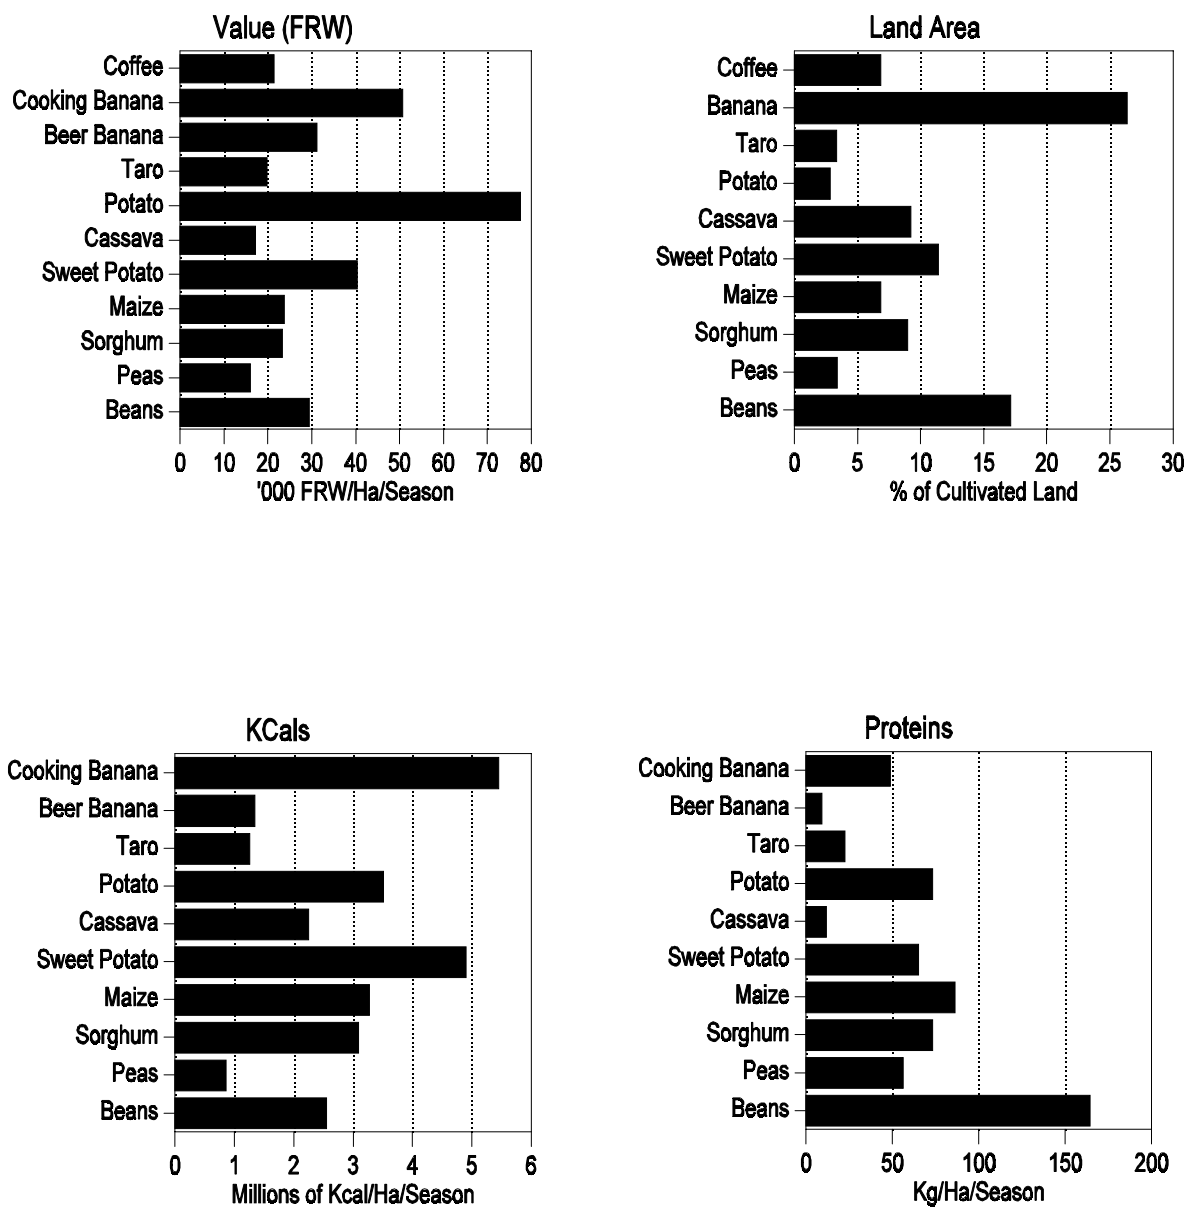 Value (FRW)
Coffee
Cooking Banana
Beer Banana
Taro
Potato
Cassava
Sweet Potato
Maize
Sorghum
Peas
Beans
0 10 20 30 40 50 60 70 80
'000 FRW/Ha/Season
Land Area
Coffee
Banana
Taro
Potato
Cassava
Sweet Potato
Maize
Sorghum
Peas
Beans
0 5 10 15 20 25 30
% of Cultivated Land
KCals
Cooking Banana
Beer Banana
Taro
Potato
Cassava
Sweet Potato
Maize
Sorghum
Peas
Beans
0 1 2 3 4 5 6
Millions of Kcal/Ha/Season
Proteins
Cooking Banana
Beer Banana
Taro
Potato
Cassava
Sweet Potato
Maize
Sorghum
Peas
Beans
0 50 100 150 200
Kg/Ha/Season